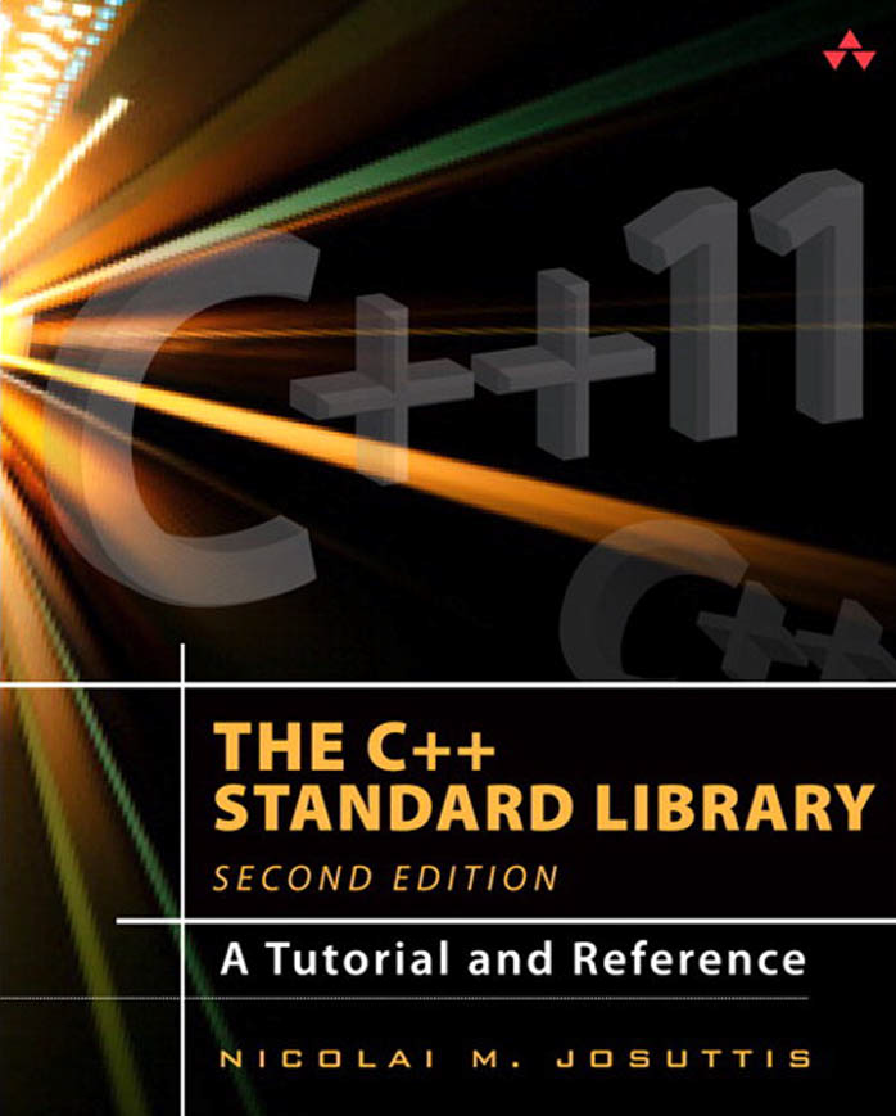 C++11
C++
THE C++
STANDARD LIBRARY
SECOND EDITION
A Tutorial and Reference
NICOLAI M. JOSUTTIS